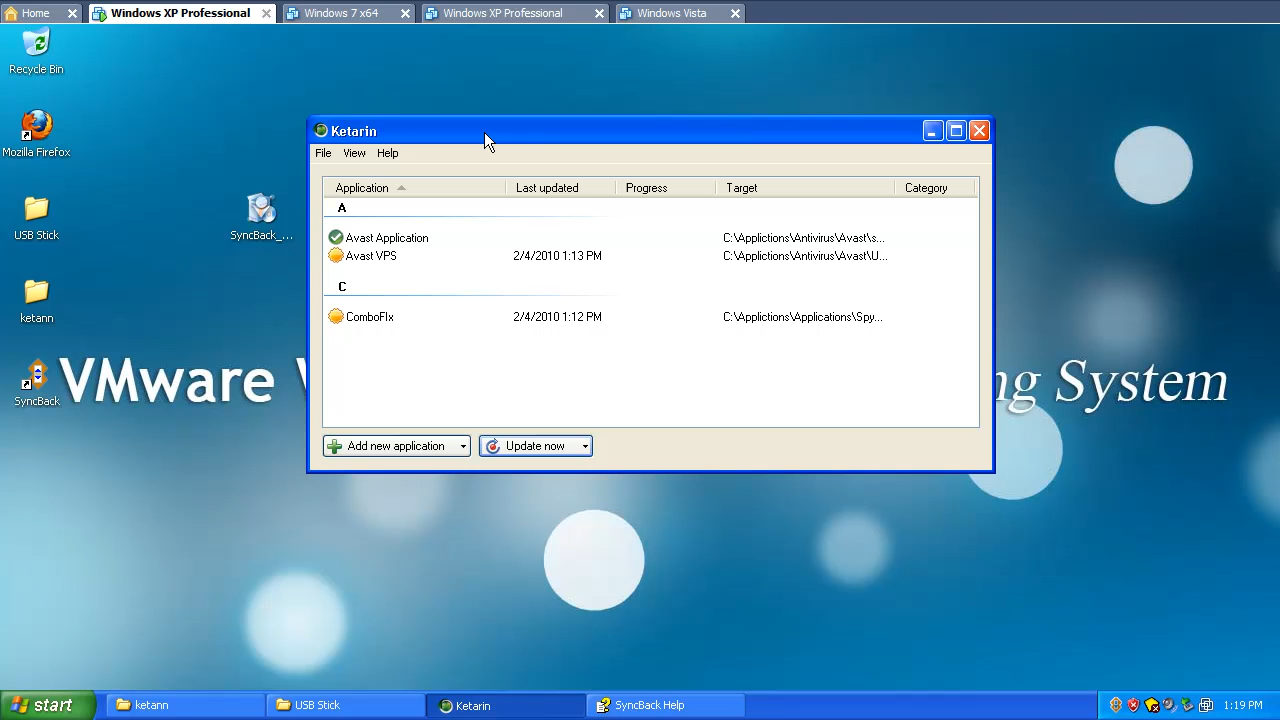 Home
Windows XP Professional
Windows 7 x64
Windows XP Professional
Windows Vista
Recycle Bin
Mozilla Firefox
USB Stick
SyncBack_...
ketann
SyncBack
VMware
ng System
Ketarin
File View Help
Application Last updated Progress Target Category
A
Avast Application C:\Applictions\Antivirus\Avast\s...
Avast VPS 2/4/2010 1:13 PM C:\Applictions\Antivirus\Avast\U...
C
ComboFIx 2/4/2010 1:12 PM C:\Applictions\Applications\Spy...
Add new application Update now
start ketann USB Stick Ketarin SyncBack Help 1:19 PM